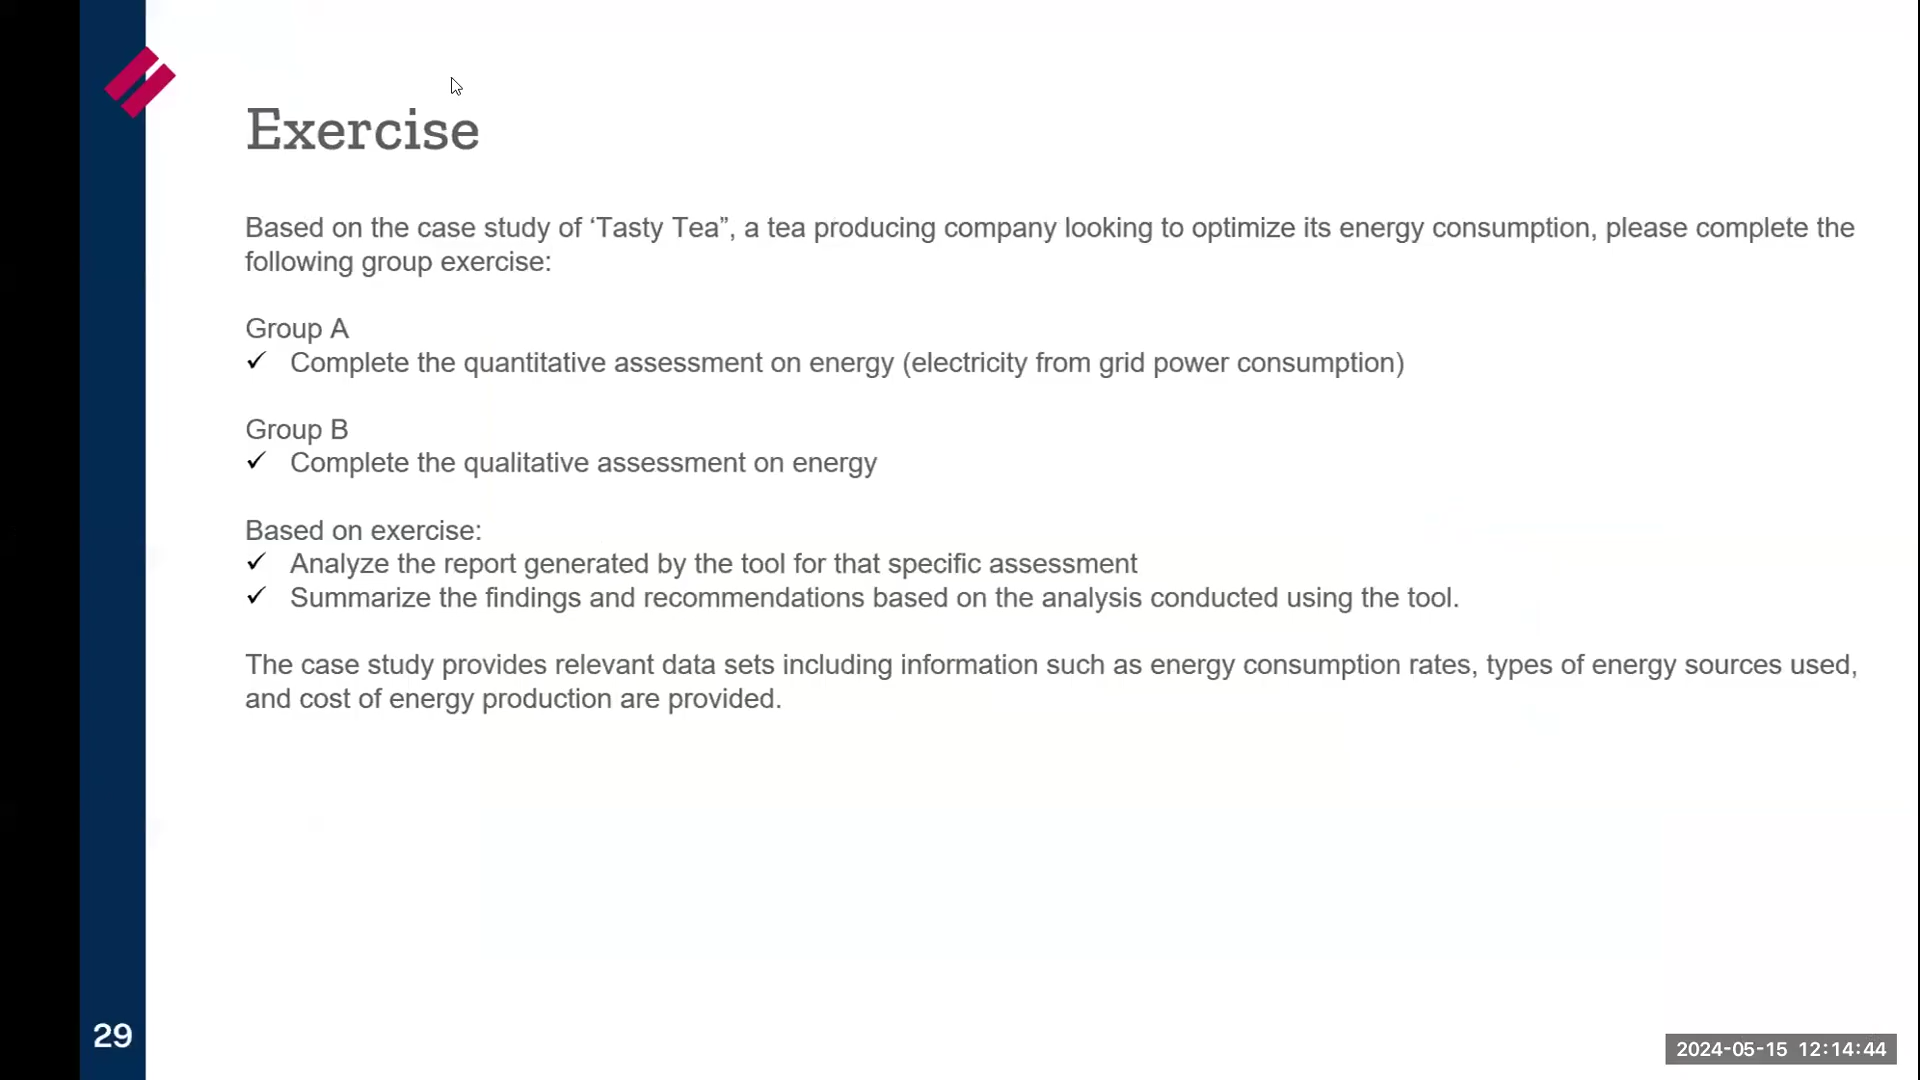 Exercise
Based on the case study of ‘Tasty Tea”, a tea producing company looking to optimize its energy consumption, please complete the
following group exercise:
Group A
✓ Complete the quantitative assessment on energy (electricity from grid power consumption)
Group B
✓ Complete the qualitative assessment on energy
Based on exercise:
✓ Analyze the report generated by the tool for that specific assessment
✓ Summarize the findings and recommendations based on the analysis conducted using the tool.
The case study provides relevant data sets including information such as energy consumption rates, types of energy sources used,
and cost of energy production are provided.
29
2024-05-15 12:14:44